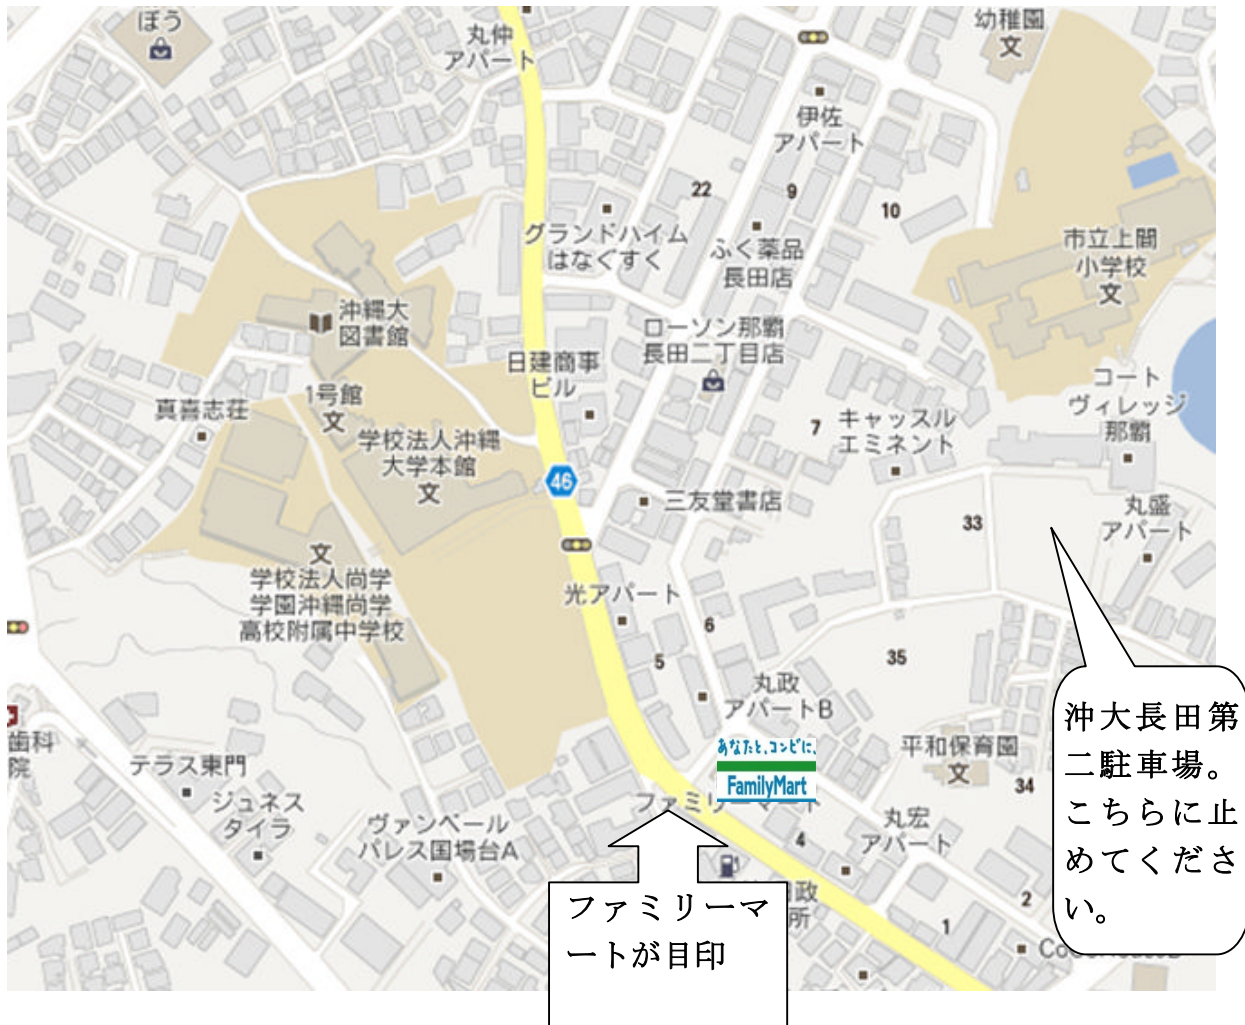 ぼう
丸仲
アパート
幼稚園
文
伊佐
アパート
22
9
10
グランドハイム
はなぐすく
ふく薬品
長田店
市立上間
小学校
文
沖縄大
図書館
ローソン那覇
長田二丁目店
日建商事
ビル
コート
ヴィレッジ
那覇
真喜志荘
1号館
文
学校法人沖縄
大学本館
文
7
キャッスル
エミネント
46
三友堂書店
33
丸盛
アパート
文
学校法人尚学
学園沖縄尚学
高校附属中学校
光アパート
6
5
35
丸政
アパートB
沖大長田第
二駐車場。
こちらに止
めてくださ
い。
歯科
院
テラス東門
あなたと、コンビに、
FamilyMart
ファミリーマート
平和保育園
文
34
ジュネス
タイラ
ヴァンベール
パレス国場台A
4
丸宏
アパート
ファミリーマ
ートが目印
政
所
1
2